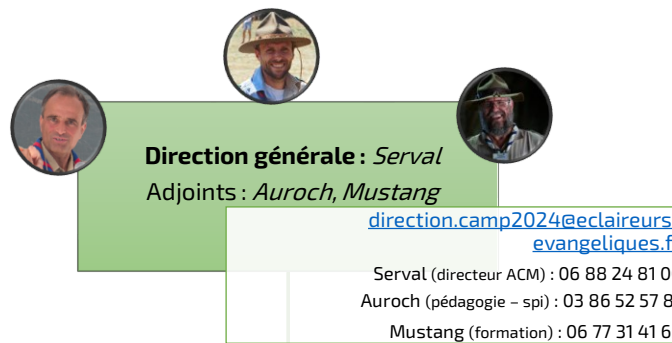 Direction générale : Serval
Adjoints : Auroch, Mustang
direction.camp2024@eclaireurs
evangeliques.f
Serval (directeur ACM) : 06 88 24 81 0
Auroch (pédagogie – spi) : 03 86 52 57 8
Mustang (formation) : 06 77 31 41 6